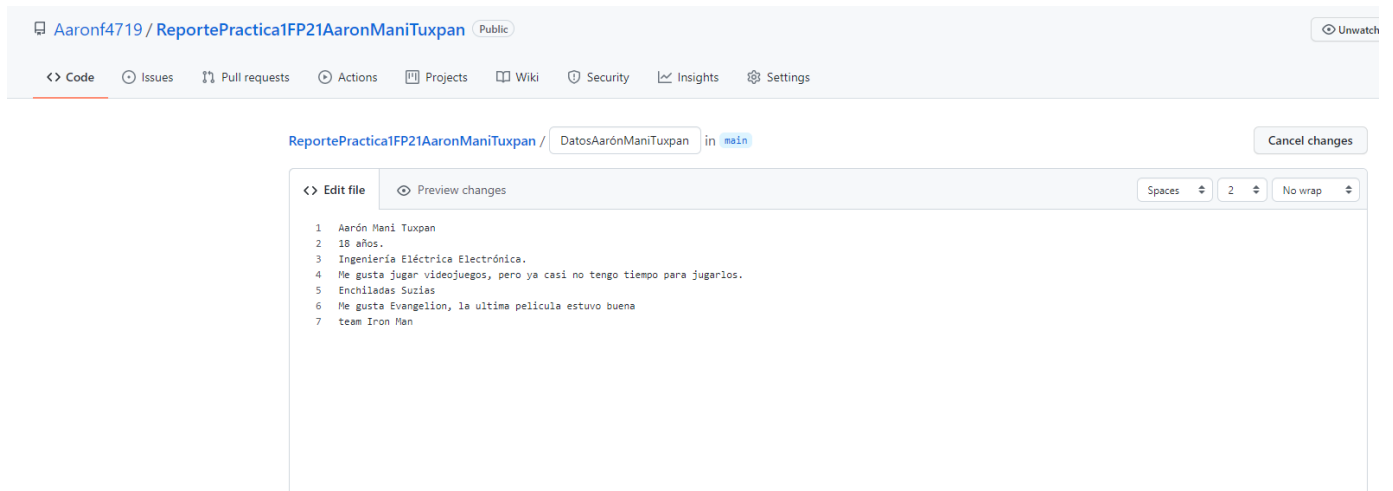 Aaronf4719 / ReportePractica1FP21AaronManiTuxpan Public
Unwatch
<> Code Issues Pull requests Actions Projects Wiki Security Insights Settings
ReportePractica1FP21AaronManiTuxpan / DatosAarónManiTuxpan in main Cancel changes
<> Edit file Preview changes Spaces 2 No wrap
1 Aarón Mani Tuxpan
2 18 años.
3 Ingeniería Eléctrica Electrónica.
4 Me gusta jugar videojuegos, pero ya casi no tengo tiempo para jugarlos.
5 Enchiladas Suzias
6 Me gusta Evangelion, la ultima pelicula estuvo buena
7 team Iron Man